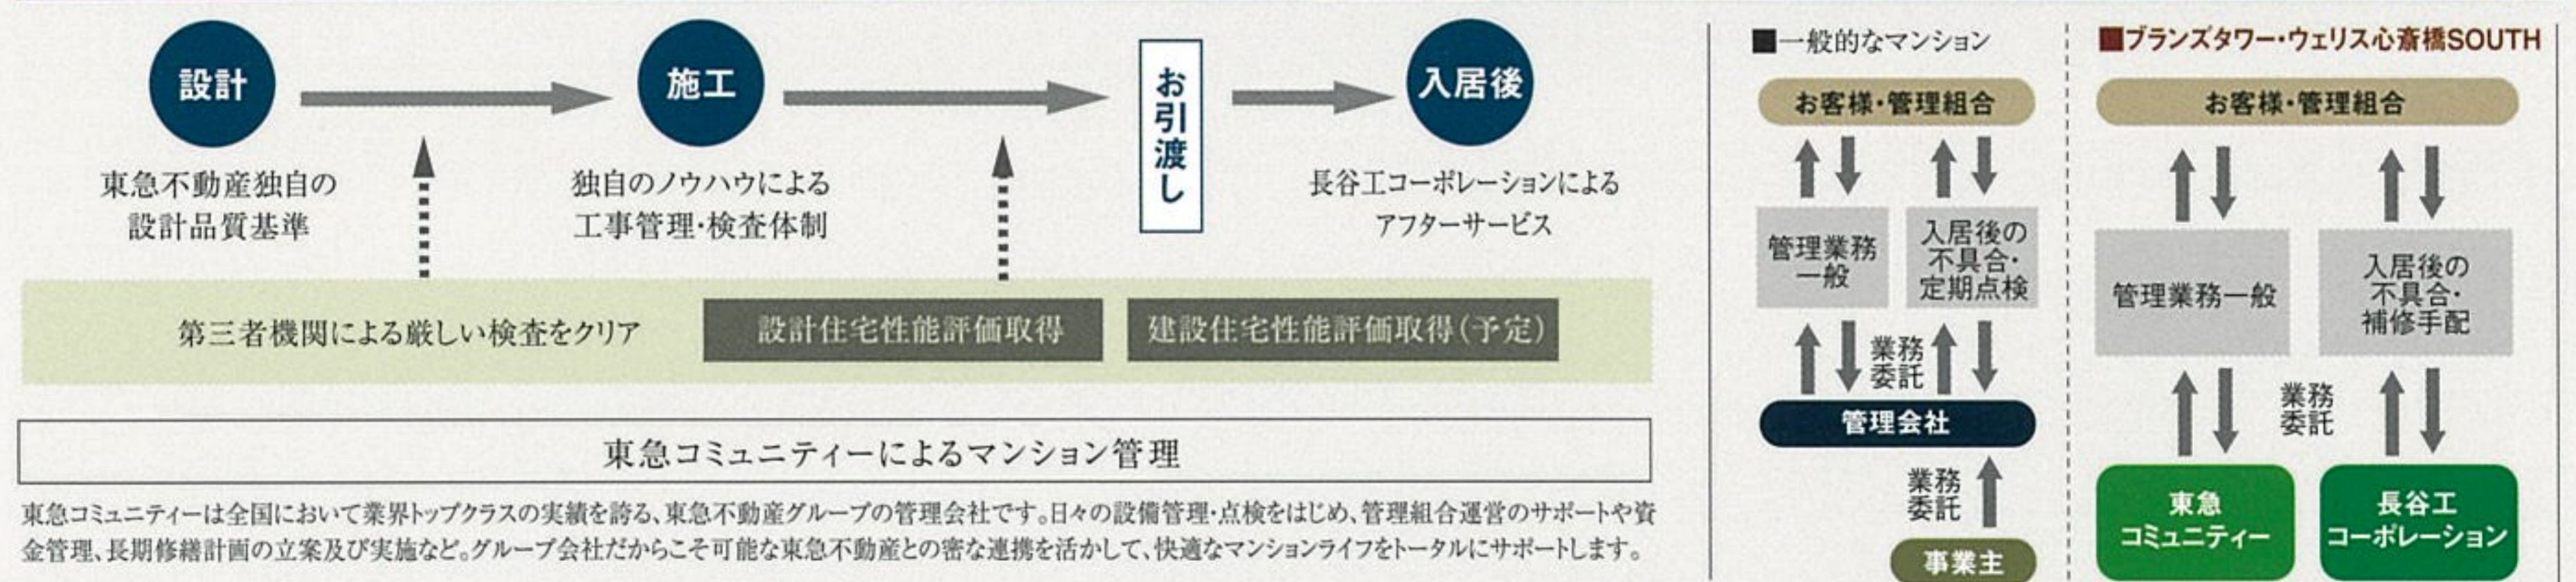 設計
東急不動産独自の
設計品質基準
施工
独自のノウハウによる
工事管理・検査体制
お引渡し
入居後
長谷工コーポレーションによる
アフターサービス
第三者機関による厳しい検査をクリア
設計住宅性能評価取得
建設住宅性能評価取得(予定)
東急コミュニティーによるマンション管理
東急コミュニティーは全国において業界トップクラスの実績を誇る、東急不動産グループの管理会社です。日々の設備管理・点検をはじめ、管理組合運営のサポートや資
金管理、長期修繕計画の立案及び実施など。グループ会社だからこそ可能な東急不動産との密な連携を活かして、快適なマンションライフをトータルにサポートします。
■一般的なマンション
お客様・管理組合
管理業務
一般
入居後の
不具合・
定期点検
業務
委託
管理会社
業務
委託
事業主
■ブランズタワー・ウェリス心斎橋SOUTH
お客様・管理組合
管理業務一般
入居後の
不具合・
補修手配
業務
委託
東急
コミュニティー
長谷工
コーポレーション